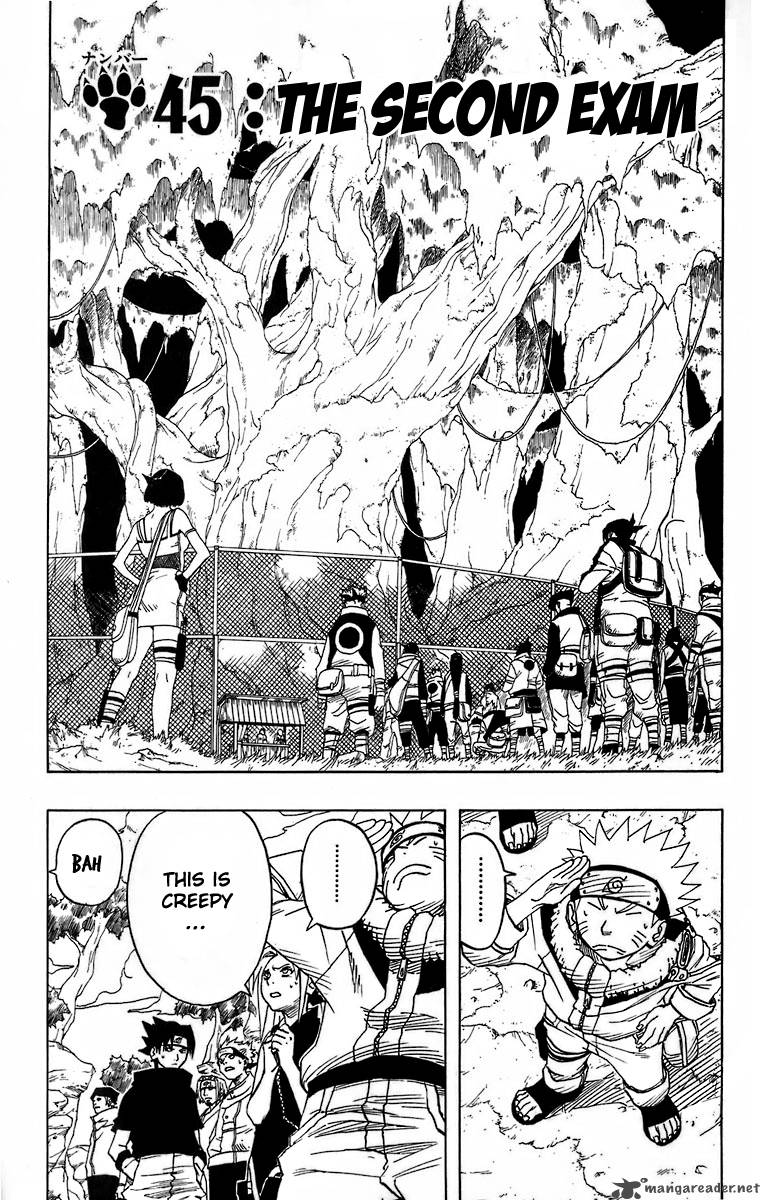 ナンバー
45 : THE SECOND EXAM
.........
.........
THIS IS
CREEPY
...
BAH
mangareader.net